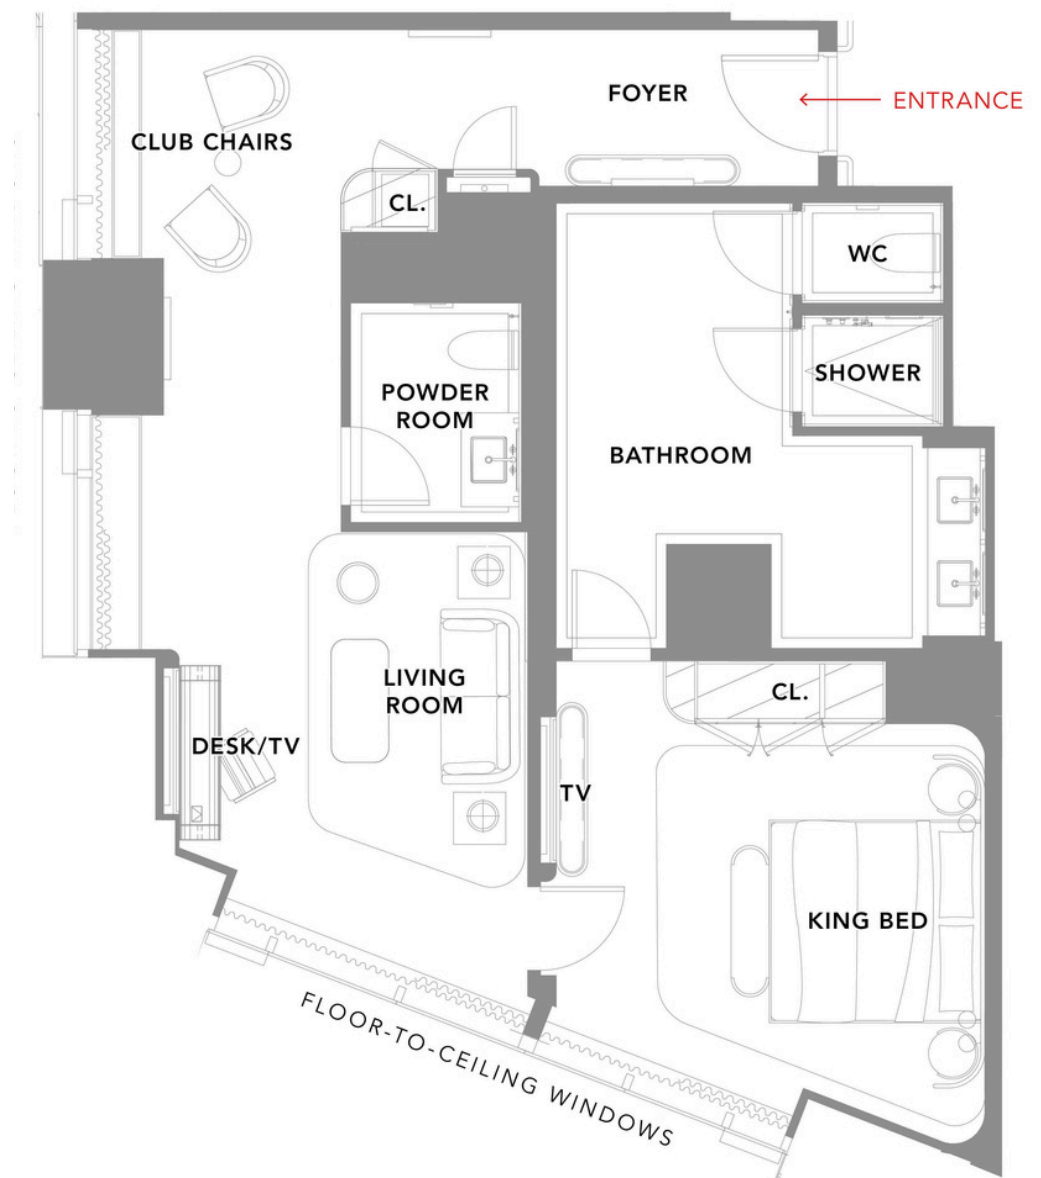 FOYER
ENTRANCE
CLUB CHAIRS
CL.
WC
SHOWER
POWDER
ROOM
BATHROOM
LIVING
ROOM
CL.
DESK/TV
TV
KING BED
FLOOR-TO-CEILING WINDOWS